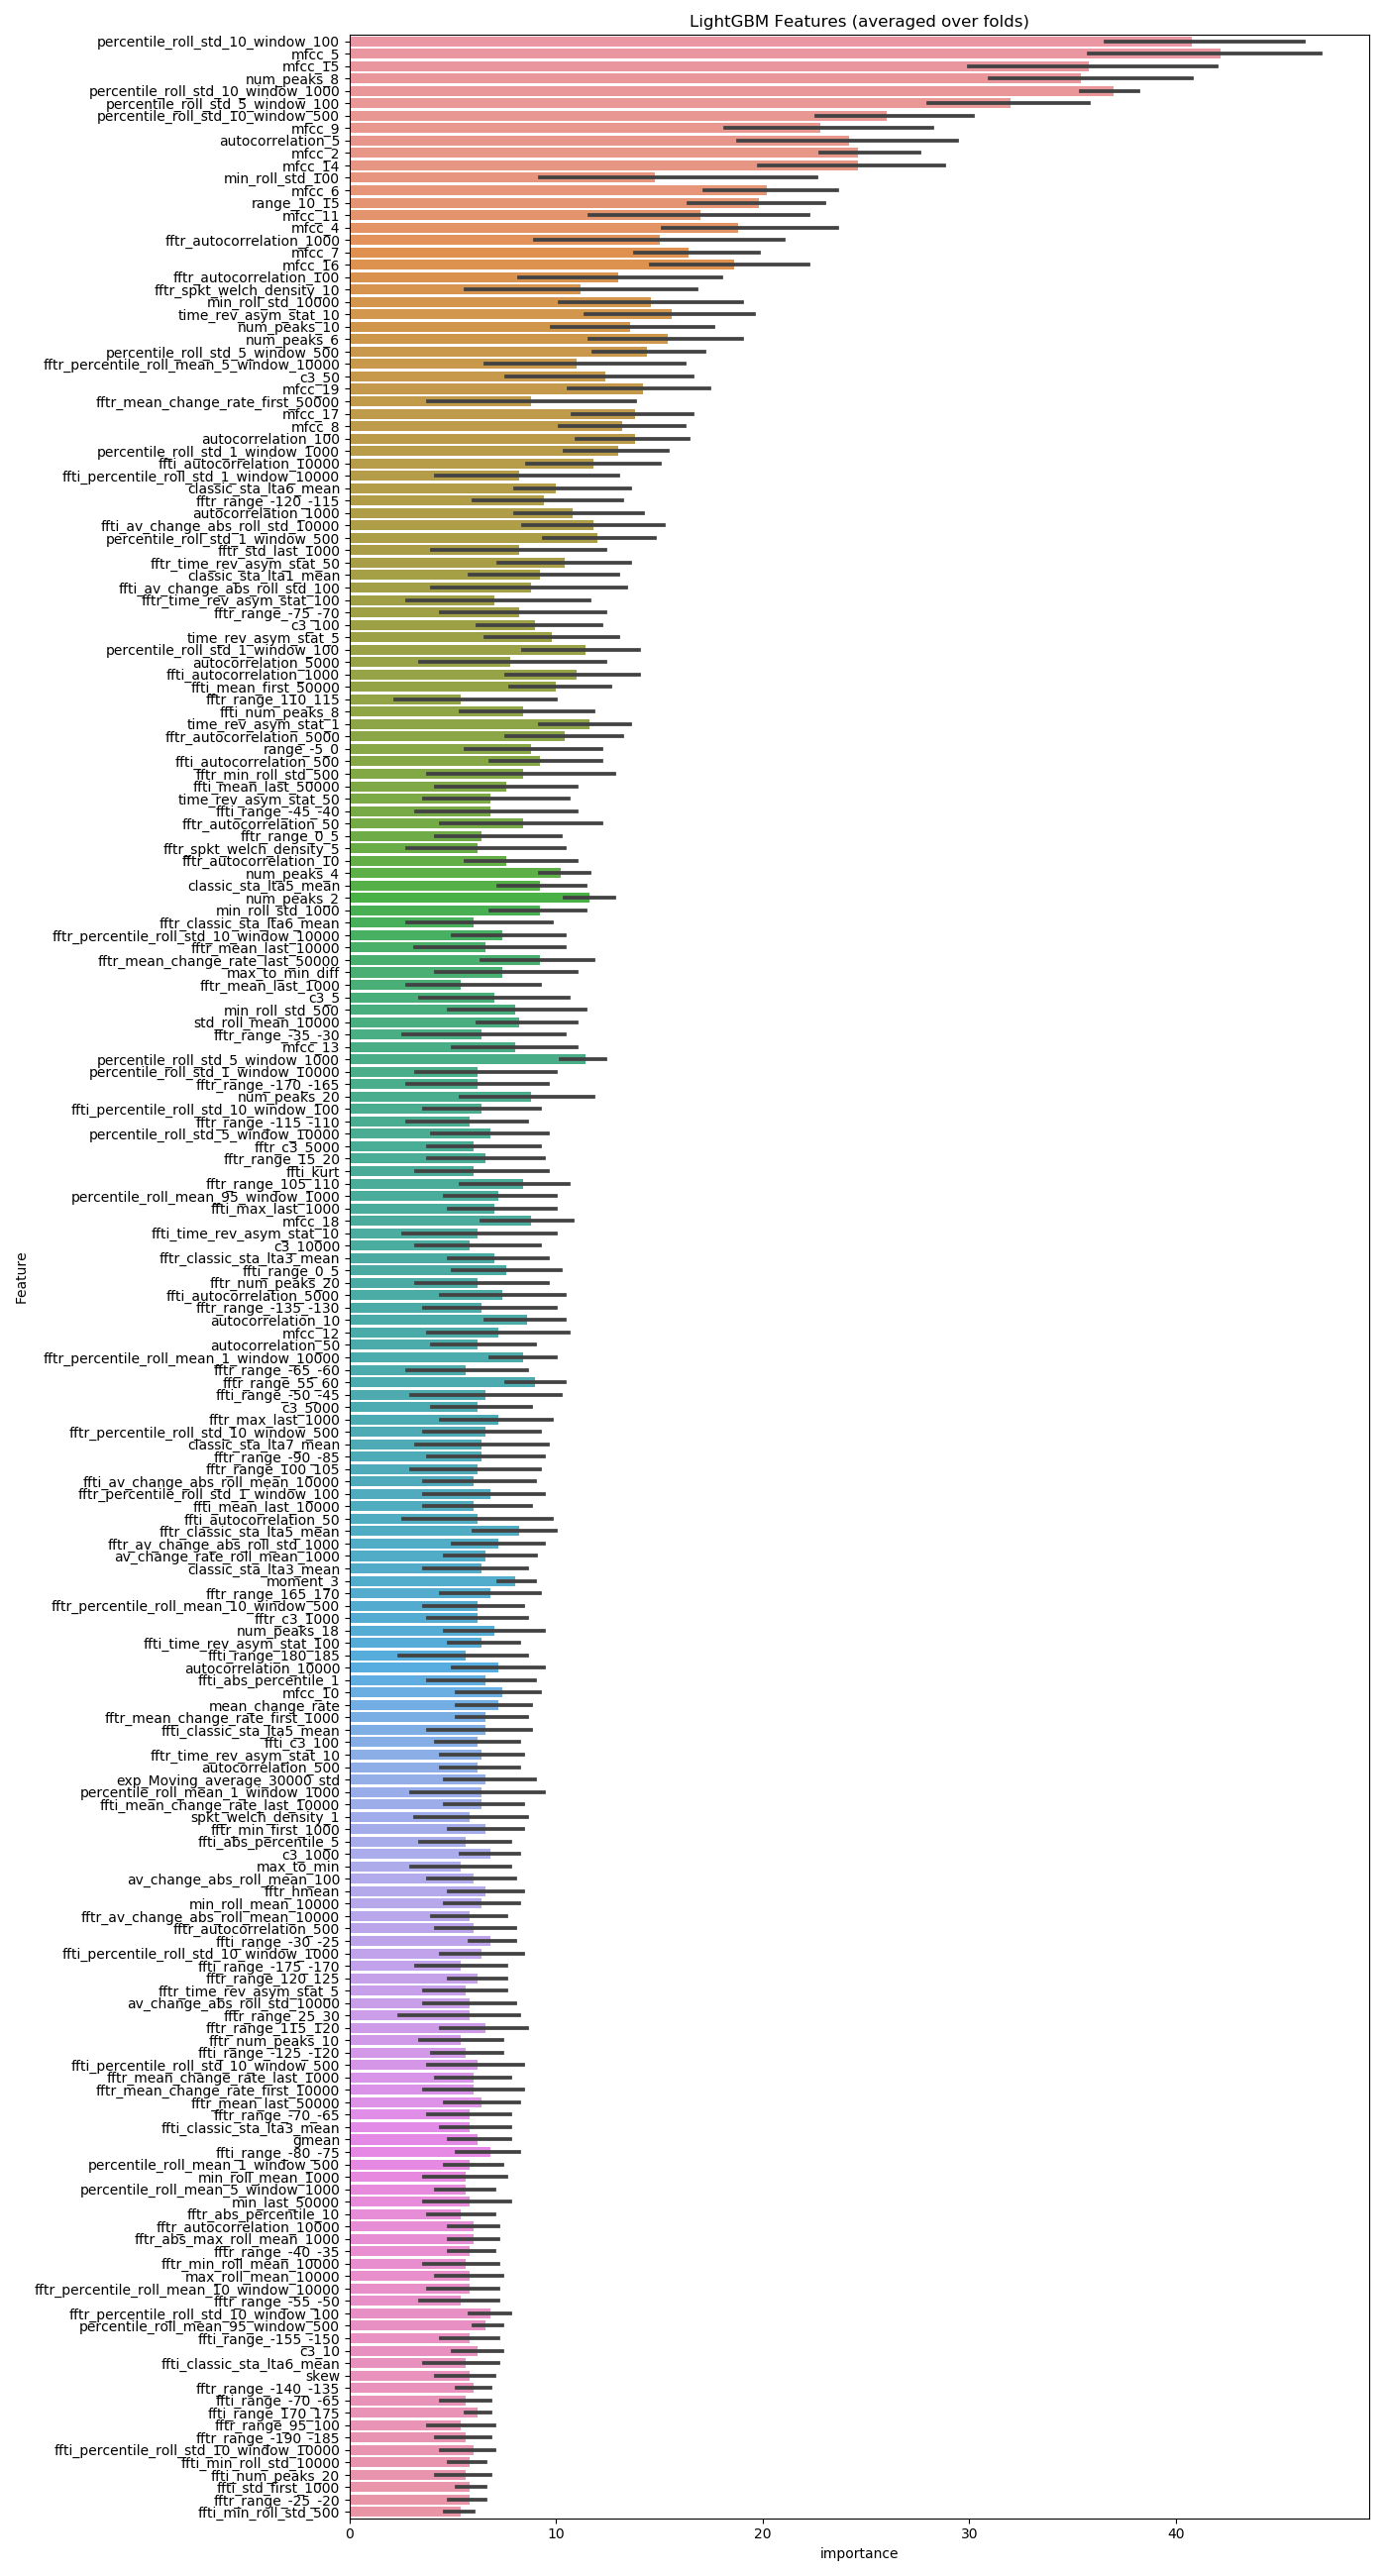 LightGBM Features (averaged over folds)
percentile_roll_std_10_window_100
mfcc_5
mfcc_15
num_peaks_8
percentile_roll_std_10_window_1000
percentile_roll_std_5_window_100
percentile_roll_std_10_window_500
mfcc_9
autocorrelation_5
mfcc_2
mfcc_14
min_roll_std_100
mfcc_6
range_10_15
mfcc_11
mfcc_4
fftr_autocorrelation_1000
mfcc_7
mfcc_16
fftr_autocorrelation_100
fftr_spkt_welch_density_10
min_roll_std_10000
time_rev_asym_stat_10
num_peaks_10
num_peaks_6
percentile_roll_std_5_window_500
fftr_percentile_roll_mean_5_window_10000
c3_50
mfcc_19
fftr_mean_change_rate_first_50000
mfcc_17
mfcc_8
autocorrelation_100
percentile_roll_std_1_window_1000
ffti_autocorrelation_10000
ffti_percentile_roll_std_1_window_10000
classic_sta_lta6_mean
fftr_range_-120_-115
autocorrelation_1000
ffti_av_change_abs_roll_std_10000
percentile_roll_std_1_window_500
fftr_std_last_1000
fftr_time_rev_asym_stat_50
classic_sta_lta1_mean
ffti_av_change_abs_roll_std_100
fftr_time_rev_asym_stat_100
fftr_range_-75_-70
c3_100
time_rev_asym_stat_5
percentile_roll_std_1_window_100
autocorrelation_5000
ffti_autocorrelation_1000
ffti_mean_first_50000
fftr_range_110_115
ffti_num_peaks_8
time_rev_asym_stat_1
fftr_autocorrelation_5000
range_-5_0
ffti_autocorrelation_500
fftr_min_roll_std_500
ffti_mean_last_50000
time_rev_asym_stat_50
ffti_range_-45_-40
fftr_autocorrelation_50
fftr_range_0_5
fftr_spkt_welch_density_5
fftr_autocorrelation_10
num_peaks_4
classic_sta_lta5_mean
num_peaks_2
min_roll_std_1000
fftr_classic_sta_lta6_mean
fftr_percentile_roll_std_10_window_10000
fftr_mean_last_10000
fftr_mean_change_rate_last_50000
max_to_min_diff
fftr_mean_last_1000
c3_5
min_roll_std_500
std_roll_mean_10000
fftr_range_-35_-30
mfcc_13
percentile_roll_std_5_window_1000
percentile_roll_std_1_window_10000
fftr_range_-170_-165
num_peaks_20
ffti_percentile_roll_std_10_window_100
fftr_range_-115_-110
percentile_roll_std_5_window_10000
fftr_c3_5000
fftr_range_15_20
ffti_kurt
fftr_range_105_110
percentile_roll_mean_95_window_1000
ffti_max_last_1000
mfcc_18
ffti_time_rev_asym_stat_10
c3_10000
fftr_classic_sta_lta3_mean
ffti_range_0_5
fftr_num_peaks_20
ffti_autocorrelation_5000
fftr_range_-135_-130
autocorrelation_10
mfcc_12
autocorrelation_50
fftr_percentile_roll_mean_1_window_10000
fftr_range_-65_-60
fftr_range_55_60
ffti_range_-50_-45
c3_5000
fftr_max_last_1000
fftr_percentile_roll_std_10_window_500
classic_sta_lta7_mean
fftr_range_-90_-85
fftr_range_100_105
ffti_av_change_abs_roll_mean_10000
fftr_percentile_roll_std_1_window_100
ffti_mean_last_10000
ffti_autocorrelation_50
fftr_classic_sta_lta5_mean
fftr_av_change_abs_roll_std_1000
av_change_rate_roll_mean_1000
classic_sta_lta3_mean
moment_3
fftr_range_165_170
fftr_percentile_roll_mean_10_window_500
fftr_c3_1000
num_peaks_18
ffti_time_rev_asym_stat_100
ffti_range_180_185
autocorrelation_10000
ffti_abs_percentile_1
mfcc_10
mean_change_rate
fftr_mean_change_rate_first_1000
ffti_classic_sta_lta5_mean
ffti_c3_100
fftr_time_rev_asym_stat_10
autocorrelation_500
exp_Moving_average_30000_std
percentile_roll_mean_1_window_1000
ffti_mean_change_rate_last_10000
spkt_welch_density_1
fftr_min_first_1000
ffti_abs_percentile_5
c3_1000
max_to_min
av_change_abs_roll_mean_100
fftr_hmean
min_roll_mean_10000
fftr_av_change_abs_roll_mean_10000
fftr_autocorrelation_500
ffti_range_-30_-25
ffti_percentile_roll_std_10_window_1000
ffti_range_-175_-170
fftr_range_120_125
fftr_time_rev_asym_stat_5
av_change_abs_roll_std_10000
fftr_range_25_30
fftr_range_115_120
fftr_num_peaks_10
ffti_range_-125_-120
ffti_percentile_roll_std_10_window_500
fftr_mean_change_rate_last_1000
fftr_mean_change_rate_first_10000
fftr_mean_last_50000
fftr_range_-70_-65
ffti_classic_sta_lta3_mean
gmean
ffti_range_-80_-75
percentile_roll_mean_1_window_500
min_roll_mean_1000
percentile_roll_mean_5_window_1000
min_last_50000
fftr_abs_percentile_10
fftr_autocorrelation_10000
fftr_abs_max_roll_mean_1000
fftr_range_-40_-35
fftr_min_roll_mean_10000
max_roll_mean_10000
fftr_percentile_roll_mean_10_window_10000
fftr_range_-55_-50
fftr_percentile_roll_std_10_window_100
percentile_roll_mean_95_window_500
ffti_range_-155_-150
c3_10
ffti_classic_sta_lta6_mean
skew
fftr_range_-140_-135
ffti_range_-70_-65
ffti_range_170_175
fftr_range_95_100
fftr_range_-190_-185
ffti_percentile_roll_std_10_window_10000
ffti_min_roll_std_10000
ffti_num_peaks_20
ffti_std_first_1000
fftr_range_-25_-20
ffti_min_roll_std_500
Feature
0 10 20 30 40
importance